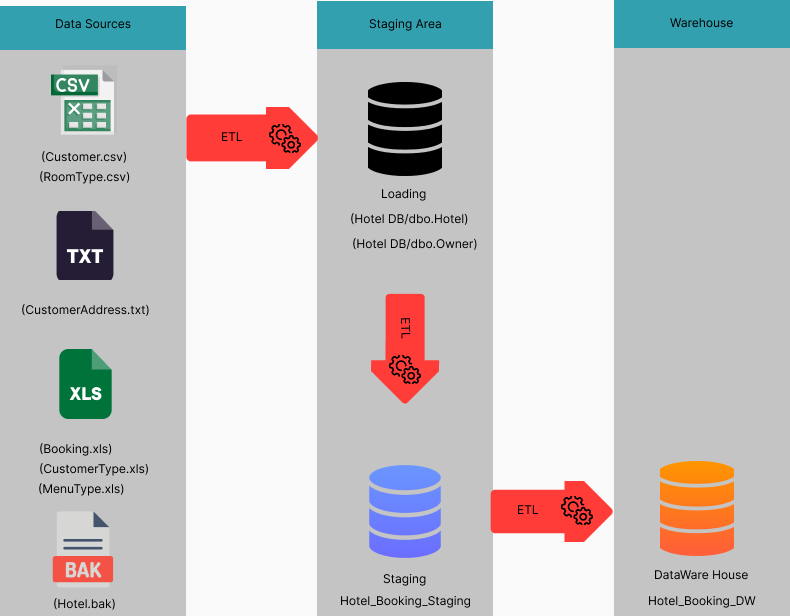 Data Sources
CSV
(Customer.csv)
(RoomType.csv)
TXT
(CustomerAddress.txt)
XLS
(Booking.xls)
(CustomerType.xls)
(MenuType.xls)
BAK
(Hotel.bak)
ETL
Staging Area
Loading
(Hotel DB/dbo.Hotel)
(Hotel DB/dbo.Owner)
ETL
Staging
Hotel_Booking_Staging
ETL
Warehouse
DataWare House
Hotel_Booking_DW